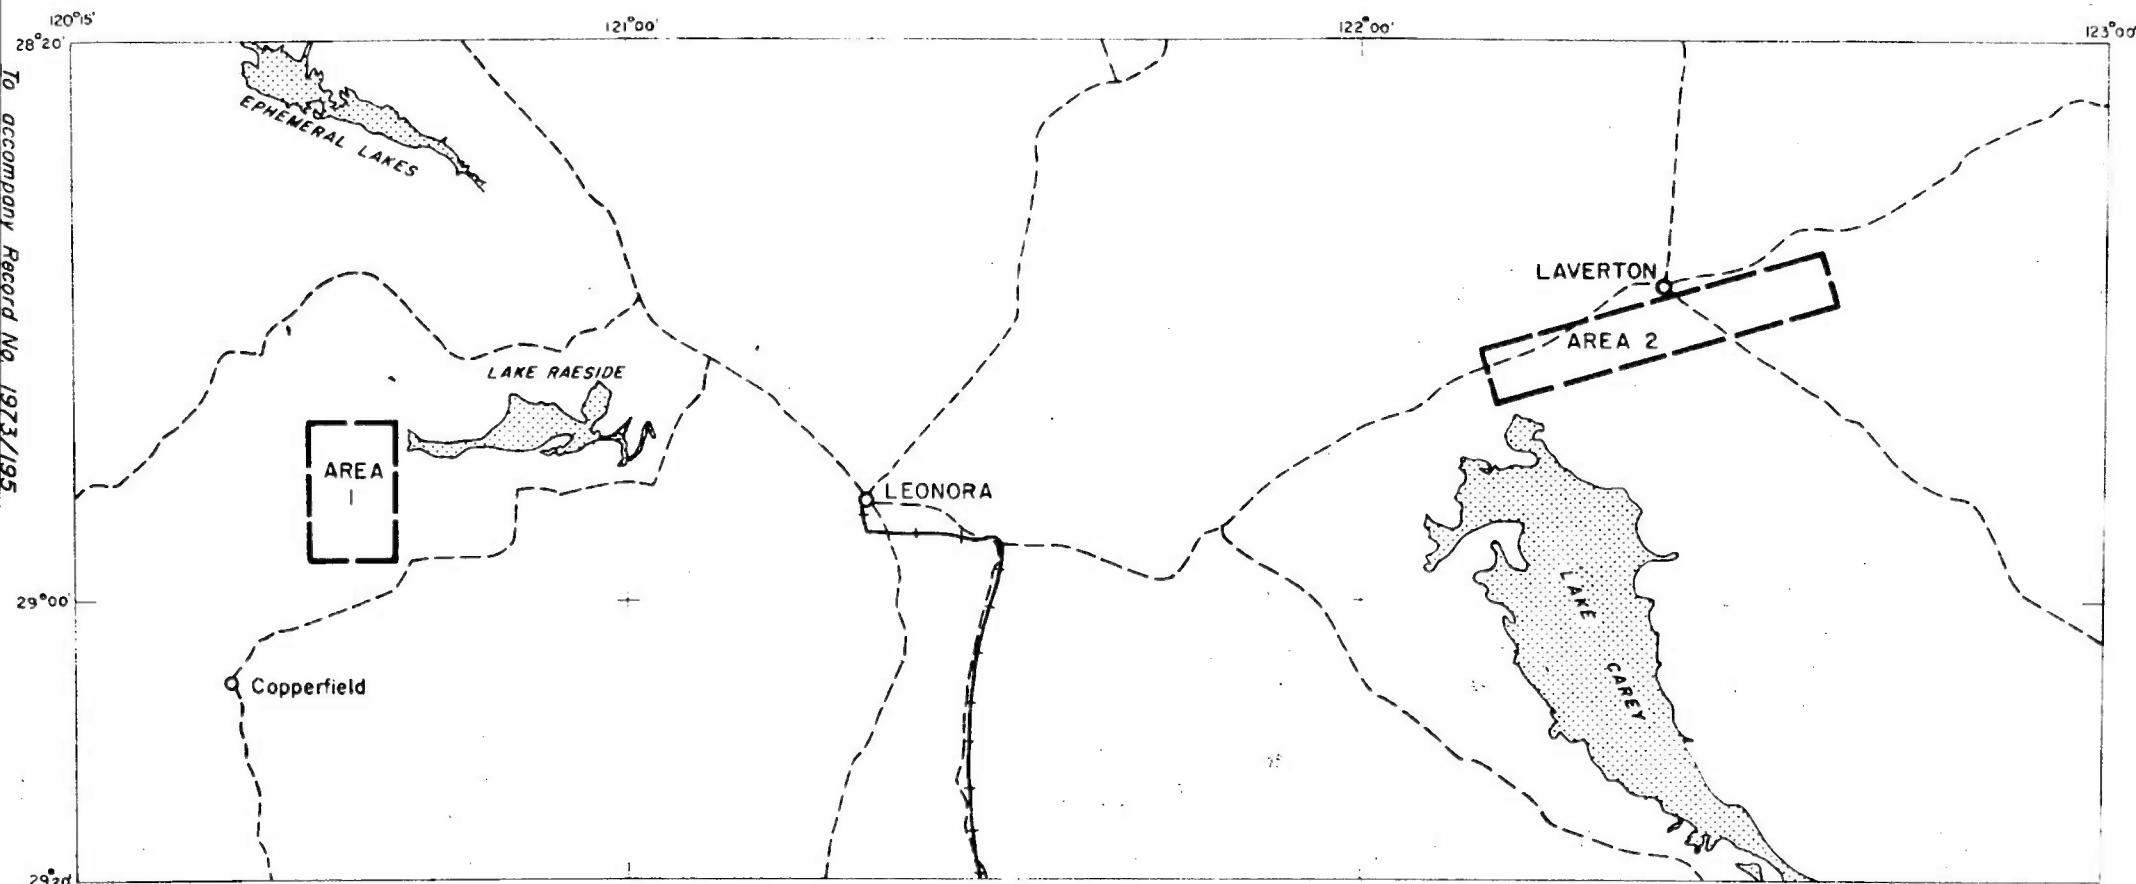 120°15'
121°00'
122°00'
123°00'
28°20'
To accompany Record No. 1973/195
EPHEMERAL LAKES
LAVERTON
AREA 2
LAKE RAESIDE
AREA
1
LEONORA
29°00'
LAKE
CAREY
Copperfield
29°20'